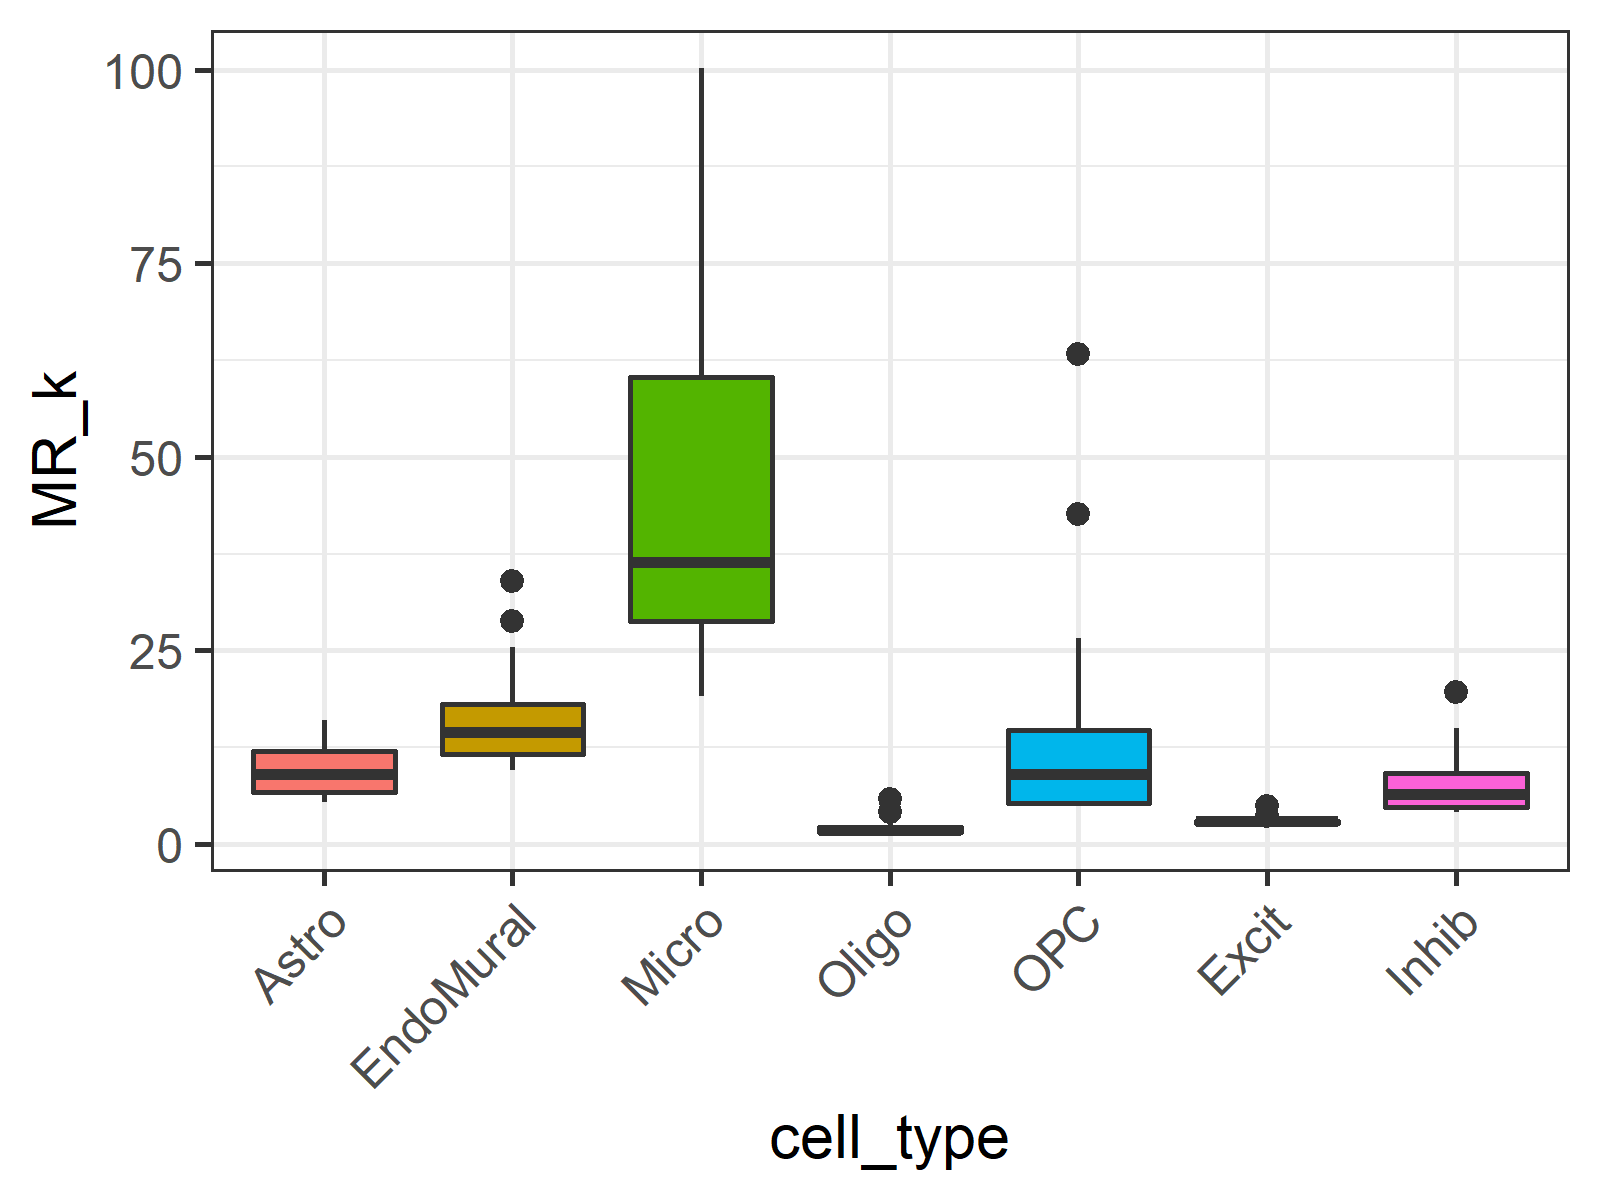 100
75
50
25
0
MR_k
Astro
EndoMural
Micro
Oligo
OPC
Excit
Inhib
cell_type